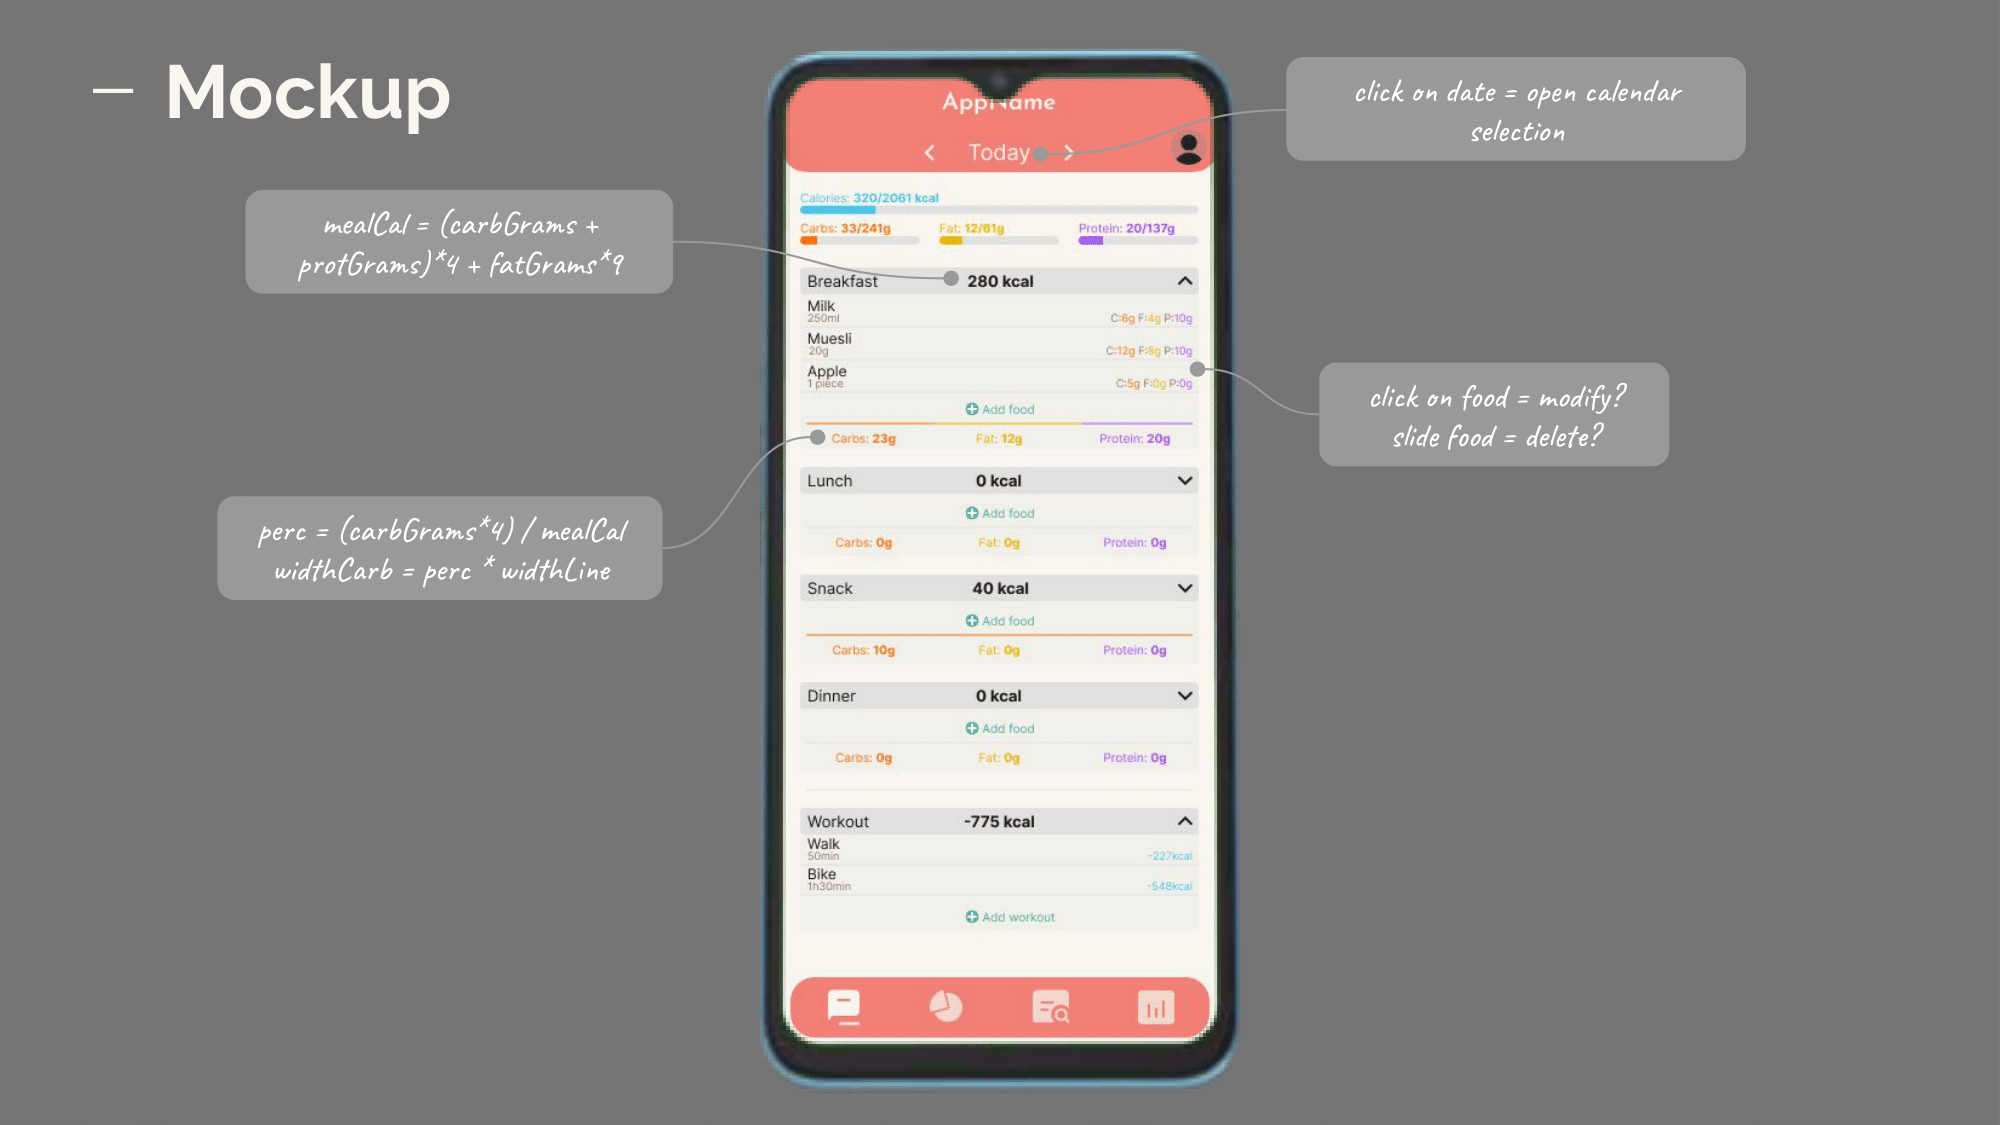 Mockup
AppName
Today
click on date = open calendar
selection
mealCal = (carbGrams +
protGrams)*4 + fatGrams*9
Calories: 320/2061 kcal
Carbs: 33/241g Fat: 12/61g Protein: 20/137g
Breakfast 280 kcal
Milk
250ml C:6g F:4g P:10g
Muesli
20g C:12g F:8g P:10g
Apple
1 piece C:5g F:0g P:0g
Add food
Carbs: 23g Fat: 12g Protein: 20g
click on food = modify?
slide food = delete?
perc = (carbGrams*4) / mealCal
widthCarb = perc * widthLine
Lunch 0 kcal
Add food
Carbs: 0g Fat: 0g Protein: 0g
Snack 40 kcal
Add food
Carbs: 10g Fat: 0g Protein: 0g
Dinner 0 kcal
Add food
Carbs: 0g Fat: 0g Protein: 0g
Workout -775 kcal
Walk
50min -227kcal
Bike
1h30min -548kcal
Add workout